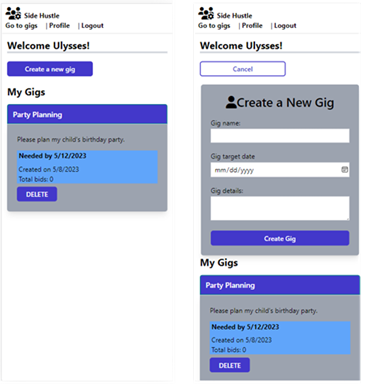 Side Hustle
Go to gigs | Profile | Logout
Welcome Ulysses!
Create a new gig
My Gigs
Party Planning
Please plan my child's birthday party.
Needed by 5/12/2023
Created on 5/8/2023
Total bids: 0
DELETE
Side Hustle
Go to gigs | Profile | Logout
Welcome Ulysses!
Cancel
Create a New Gig
Gig name:
Gig target date
mm/dd/yyyy
Gig details:
Create Gig
My Gigs
Party Planning
Please plan my child's birthday party.
Needed by 5/12/2023
Created on 5/8/2023
Total bids: 0
DELETE